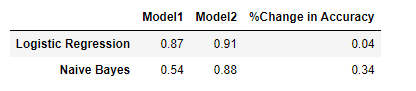 Model1 Model2 %Change in Accuracy
Logistic Regression 0.87 0.91 0.04
Naive Bayes 0.54 0.88 0.34